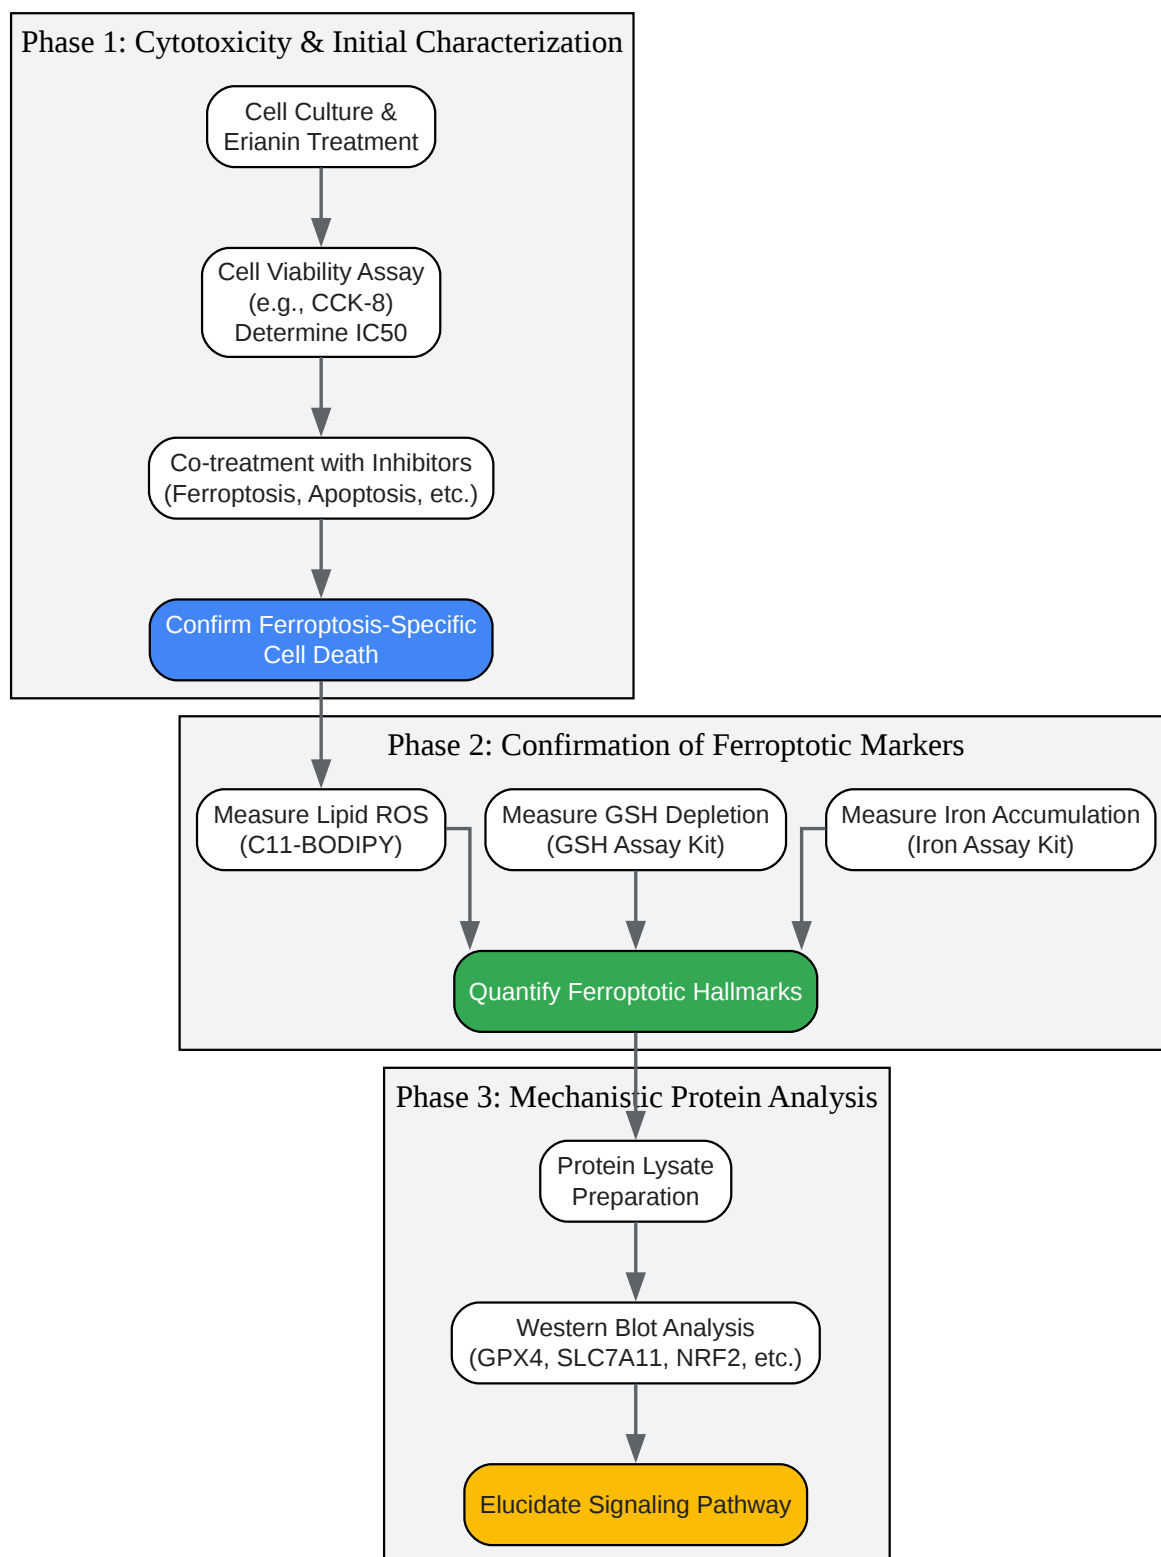 Phase 1: Cytotoxicity & Initial Characterization
Cell Culture &
Erianin Treatment
Cell Viability Assay
(e.g., CCK-8)
Determine IC50
Co-treatment with Inhibitors
(Ferroptosis, Apoptosis, etc.)
Confirm Ferroptosis-Specific
Cell Death
Phase 2: Confirmation of Ferroptotic Markers
Measure Lipid ROS
(C11-BODIPY)
Measure GSH Depletion
(GSH Assay Kit)
Measure Iron Accumulation
(Iron Assay Kit)
Quantify Ferroptotic Hallmarks
Phase 3: Mechanistic Protein Analysis
Protein Lysate
Preparation
Western Blot Analysis
(GPX4, SLC7A11, NRF2, etc.)
Elucidate Signaling Pathway